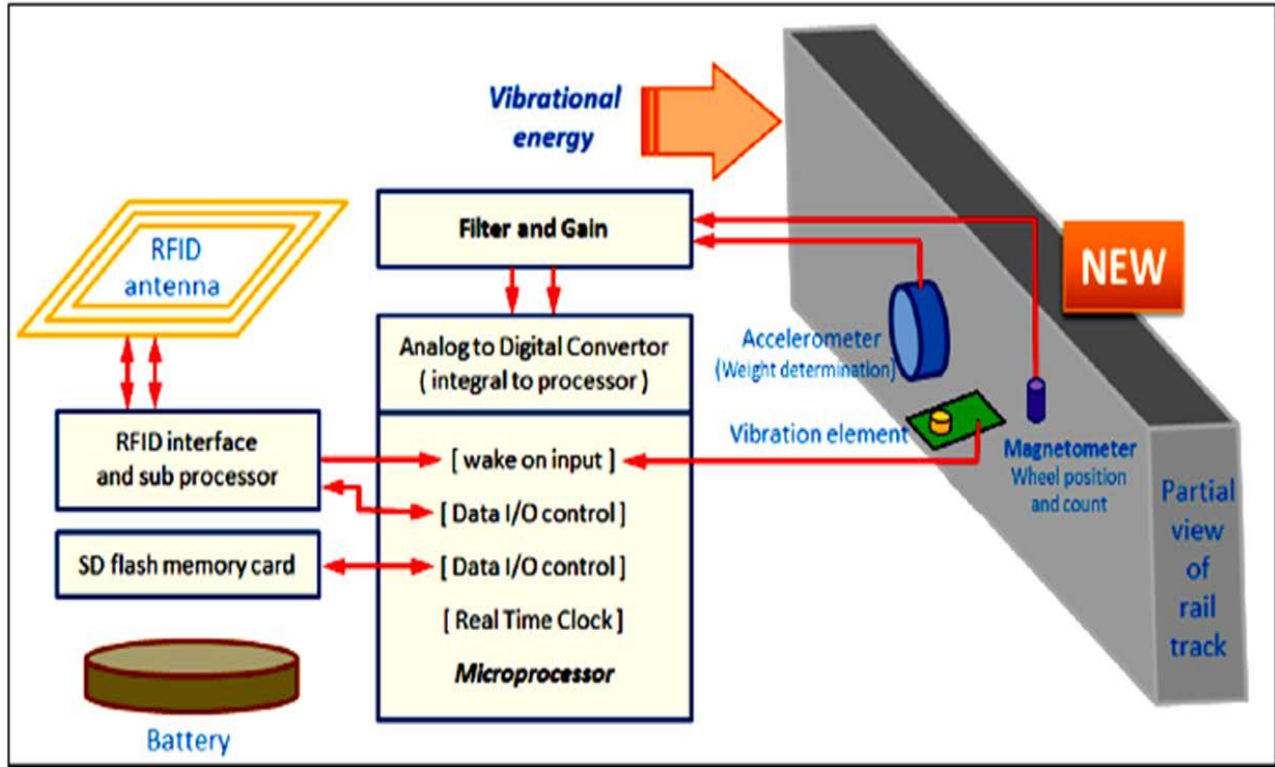 Vibrational
energy
Filter and Gain
NEW
RFID
antenna
Analog to Digital Convertor
( integral to processor )
Accelerometer
(Weight determination)
RFID interface
and sub processor
[ wake on input ]
Vibration element
Magnetometer
Wheel position
and count
Partial
view
of
rail
track
[ Data I/O control ]
SD flash memory card
[ Data I/O control ]
[ Real Time Clock ]
Microprocessor
Battery